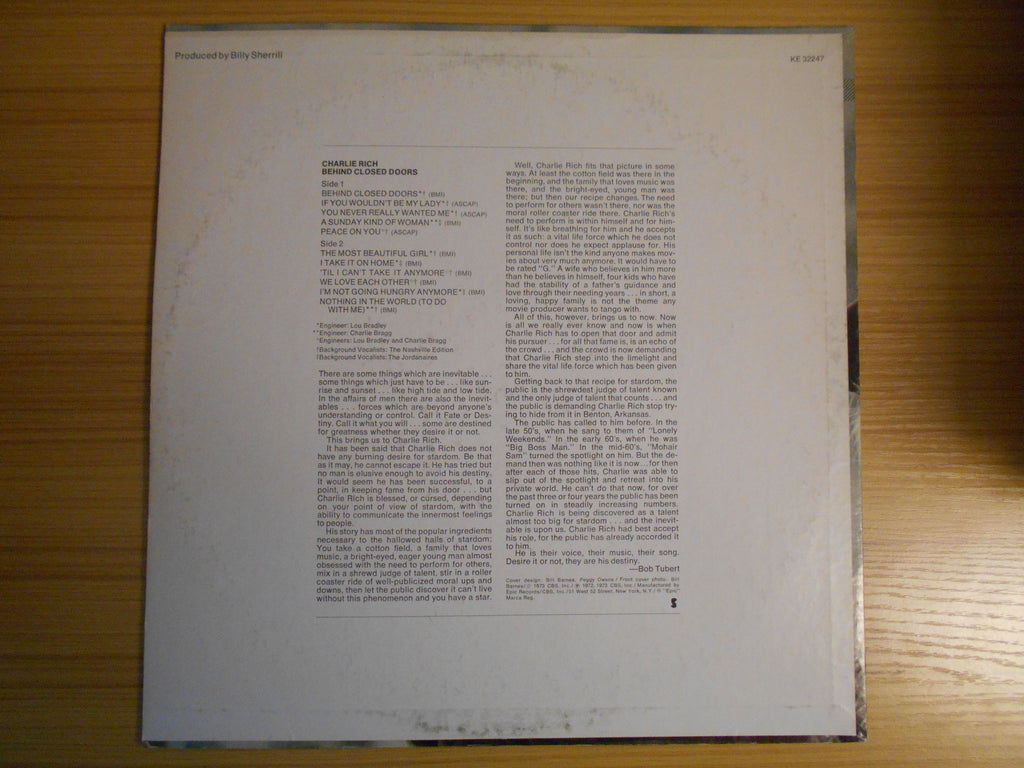 Produced by Billy Sherrill
KE 32247
CHARLIE RICH
BEHIND CLOSED DOORS
Side 1
BEHIND CLOSED DOORS*† (BMI)
IF YOU WOULDN'T BE MY LADY*† (ASCAP)
YOU NEVER REALLY WANTED ME*† (ASCAP)
A SUNDAY KIND OF WOMAN**‡ (BMI)
PEACE ON YOU*† (ASCAP)
Side 2
THE MOST BEAUTIFUL GIRL*† (BMI)
I TAKE IT ON HOME*‡ (BMI)
'TIL I CAN'T TAKE IT ANYMORE*† (BMI)
WE LOVE EACH OTHER*† (BMI)
I'M NOT GOING HUNGRY ANYMORE*‡ (BMI)
NOTHING IN THE WORLD (TO DO
WITH ME)**† (BMI)
*Engineer: Lou Bradley
**Engineer: Charlie Bragg
Engineers: Lou Bradley and Charlie Bragg
†Background Vocalists: The Nashville Edition
‡Background Vocalists: The Jordanaires
There are some things which are inevitable . . .
some things which just have to be . . . like sun-
rise and sunset . . . like high tide and low tide.
In the affairs of men there are also the inevit-
ables . . . forces which are beyond anyone's
understanding or control. Call it Fate or Des-
tiny. Call it what you will . . . some are destined
for greatness whether they desire it or not.
This brings us to Charlie Rich.
It has been said that Charlie Rich does not
have any burning desire for stardom. Be that
as it may, he cannot escape it. He has tried but
no man is elusive enough to avoid his destiny.
It would seem he has been successful, to a
point, in keeping fame from his door . . . but
Charlie Rich is blessed, or cursed, depending
on your point of view of stardom, with the
ability to communicate the innermost feelings
to people.
His story has most of the popular ingredients
necessary to the hallowed halls of stardom:
You take a cotton field, a family that loves
music, a bright-eyed, eager young man almost
obsessed with the need to perform for others,
mix in a shrewd judge of talent, stir in a roller
coaster ride of well-publicized moral ups and
downs, then let the public discover it can't live
without this phenomenon and you have a star.
Well, Charlie Rich fits that picture in some
ways. At least the cotton field was there in the
beginning, and the family that loves music was
there, and the bright-eyed, young man was
there; but then our recipe changes. The need
to perform for others wasn't there, nor was the
moral roller coaster ride there. Charlie Rich's
need to perform is within himself and for him-
self. It's like breathing for him and he accepts
it as such: a vital life force which he does not
control nor does he expect applause for. His
personal life isn't the kind anyone makes mov-
ies about very much anymore. It would have to
be rated "G." A wife who believes in him more
than he believes in himself, four kids who have
had the stability of a father's guidance and
love through their needing years . . . in short, a
loving, happy family is not the theme any
movie producer wants to tango with.
All of this, however, brings us to now. Now
is all we really ever know and now is when
Charlie Rich has to open that door and admit
his pursuer . . . for all that fame is, is an echo of
the crowd . . . and the crowd is now demanding
that Charlie Rich step into the limelight and
share the vital life force which has been given
to him.
Getting back to that recipe for stardom, the
public is the shrewdest judge of talent known
and the only judge of talent that counts . . . and
the public is demanding Charlie Rich stop try-
ing to hide from it in Benton, Arkansas.
The public has called to him before. In the
late 50's, when he sang to them of "Lonely
Weekends." In the early 60's, when he was
"Big Boss Man." In the mid-60's, "Mohair
Sam" turned the spotlight on him. But the de-
mand then was nothing like it is now . . . for then
after each of those hits, Charlie was able to
slip out of the spotlight and retreat into his
private world. He can't do that now, for over
the past three or four years the public has been
turned on in steadily increasing numbers.
Charlie Rich is being discovered as a talent
almost too big for stardom . . . and the inevit-
able is upon us. Charlie Rich had best accept
his role, for the public has already accorded it
to him.
He is their voice, their music, their song.
Desire it or not, they are his destiny.
—Bob Tubert
Cover design: Bill Barnes, Peggy Owens / Front cover photo: Bill
Barnes / © 1973 CBS, Inc. / ℗ 1972, 1973 CBS, Inc. / Manufactured by
Epic Records/CBS, Inc. /51 West 52 Street, New York, N.Y. / ® "Epic"
Marca Reg.